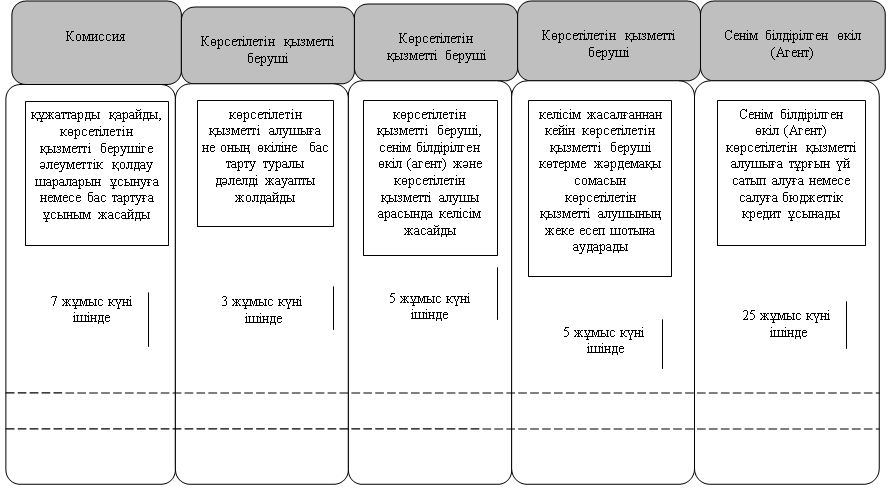 Комиссия
Көрсетілетін қызметті
беруші
Көрсетілетін
қызметті беруші
Көрсетілетін қызметті
беруші
Сенім білдірілген өкіл
(Агент)
құжаттарды қарайды,
көрсетілетін
қызметті берушіге
әлеуметтік қолдау
шараларын ұсынуға
немесе бас тартуға
ұсыным жасайды
көрсетілетін
қызметті алушыға
не оның өкіліне бас
тарту туралы
дәлелді жауапты
жолдайды
көрсетілетін
қызметті беруші,
сенім білдірілген
өкіл (агент) және
көрсетілетін
қызметті алушы
арасында келісім
жасайды
келісім жасалғаннан
кейін көрсетілетін
қызметті беруші
көтерме жәрдемақы
сомасын
көрсетілетін
қызметті алушының
жеке есеп шотына
аударады
Сенім білдірілген
өкіл (Агент)
көрсетілетін қызметті
алушыға тұрғын үй
сатып алуға немесе
салуға бюджеттік
кредит ұсынады
7 жұмыс күні
ішінде
3 жұмыс күні
ішінде
5 жұмыс күні
ішінде
5 жұмыс күні
ішінде
25 жұмыс күні
ішінде